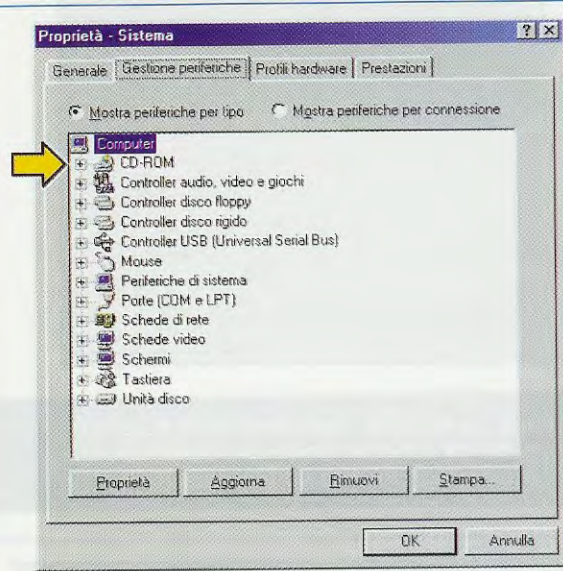 Proprietà - Sistema
Generale Gestione periferiche Profili hardware Prestazioni
Mostra periferiche per tipo Mostra periferiche per connessione
Computer
CD-ROM
Controller audio, video e giochi
Controller disco floppy
Controller disco rigido
Controller USB (Universal Serial Bus)
Mouse
Periferiche di sistema
Porte (COM e LPT)
Schede di rete
Schede video
Schermi
Tastiera
Unità disco
Proprietà Aggiorna Rimuovi Stampa...
OK Annulla